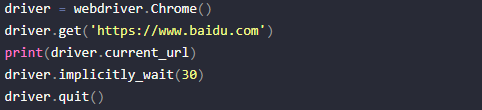 driver = webdriver.Chrome()
driver.get('https://www.baidu.com')
print(driver.current_url)
driver.implicitly_wait(30)
driver.quit()